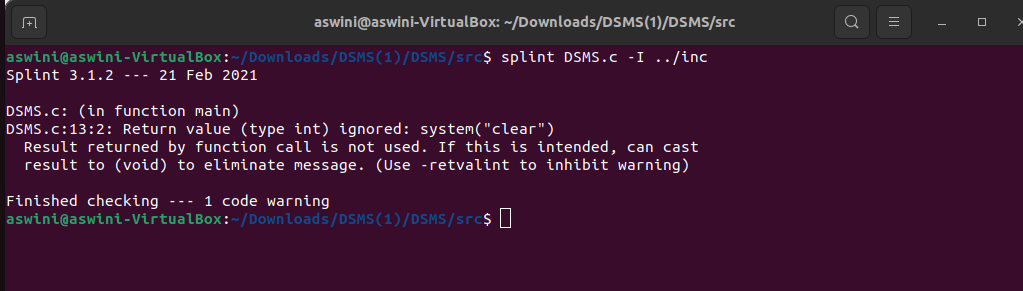 aswini@aswini-VirtualBox: ~/Downloads/DSMS(1)/DSMS/src
aswini@aswini-VirtualBox:~/Downloads/DSMS(1)/DSMS/src$ splint DSMS.c -I ../inc
Splint 3.1.2 --- 21 Feb 2021
DSMS.c: (in function main)
DSMS.c:13:2: Return value (type int) ignored: system("clear")
  Result returned by function call is not used. If this is intended, can cast
  result to (void) to eliminate message. (Use -retvalint to inhibit warning)
Finished checking --- 1 code warning
aswini@aswini-VirtualBox:~/Downloads/DSMS(1)/DSMS/src$